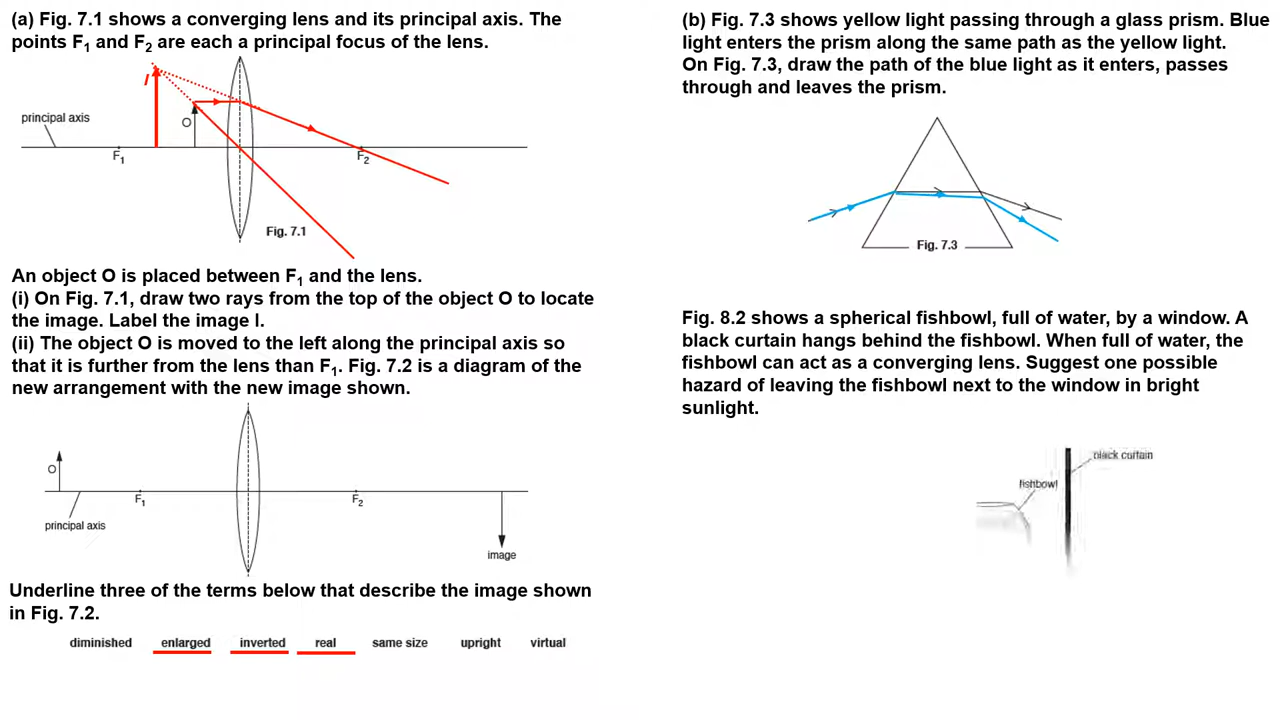 (a) Fig. 7.1 shows a converging lens and its principal axis. The
points F₁ and F₂ are each a principal focus of the lens.
I
principal axis
O
F₁
F₂
Fig. 7.1
An object O is placed between F₁ and the lens.
(i) On Fig. 7.1, draw two rays from the top of the object O to locate
the image. Label the image I.
(ii) The object O is moved to the left along the principal axis so
that it is further from the lens than F₁. Fig. 7.2 is a diagram of the
new arrangement with the new image shown.
O
F₁
F₂
principal axis
image
Underline three of the terms below that describe the image shown
in Fig. 7.2.
diminished enlarged inverted real same size upright virtual
(b) Fig. 7.3 shows yellow light passing through a glass prism. Blue
light enters the prism along the same path as the yellow light.
On Fig. 7.3, draw the path of the blue light as it enters, passes
through and leaves the prism.
Fig. 7.3
Fig. 8.2 shows a spherical fishbowl, full of water, by a window. A
black curtain hangs behind the fishbowl. When full of water, the
fishbowl can act as a converging lens. Suggest one possible
hazard of leaving the fishbowl next to the window in bright
sunlight.
black curtain
fishbowl